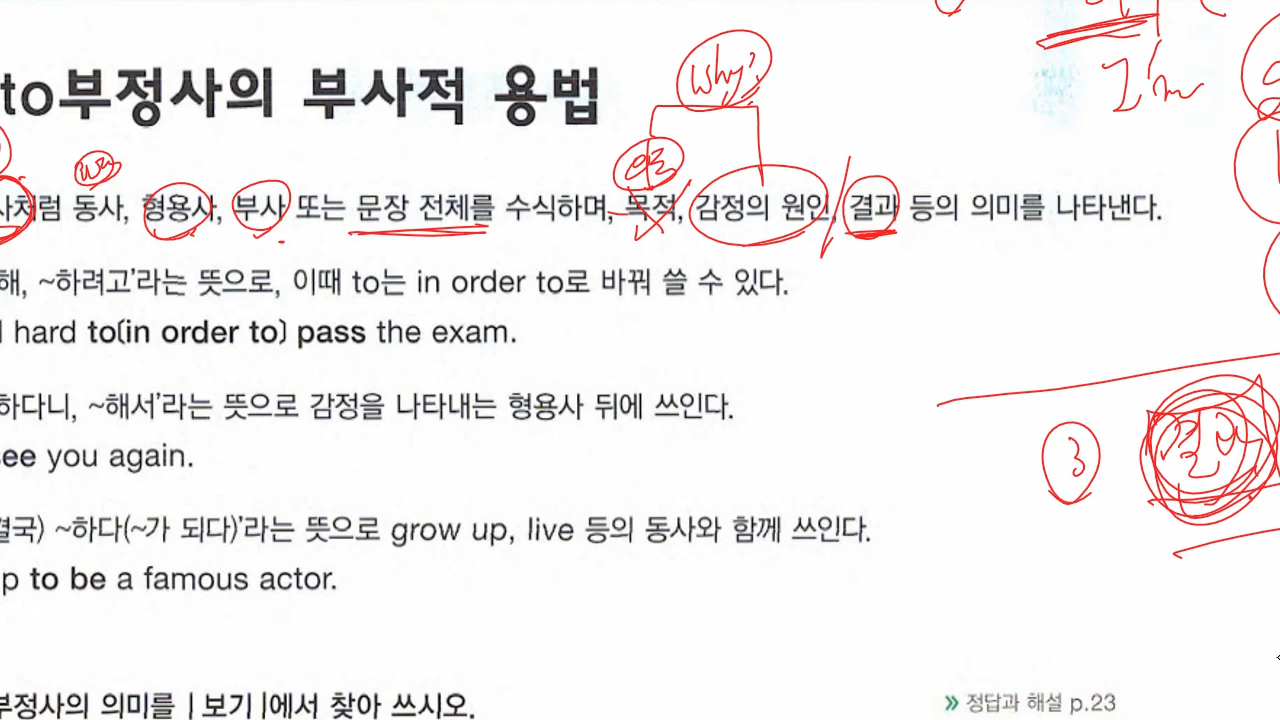 Why?
to부정사의 부사적 용법
I'm
사처럼 동사, 형용사, 부사 또는 문장 전체를 수식하며, 목적, 감정의 원인, 결과 등의 의미를 나타낸다.
해, ~하려고'라는 뜻으로, 이때 to는 in order to로 바꿔 쓸 수 있다.
hard to(in order to) pass the exam.
하다니, ~해서'라는 뜻으로 감정을 나타내는 형용사 뒤에 쓰인다.
3
see you again.
결국) ~하다(~가 되다)'라는 뜻으로 grow up, live 등의 동사와 함께 쓰인다.
p to be a famous actor.
부정사의 의미를 | 보기 |에서 찾아 쓰시오.
» 정답과 해설 p.23